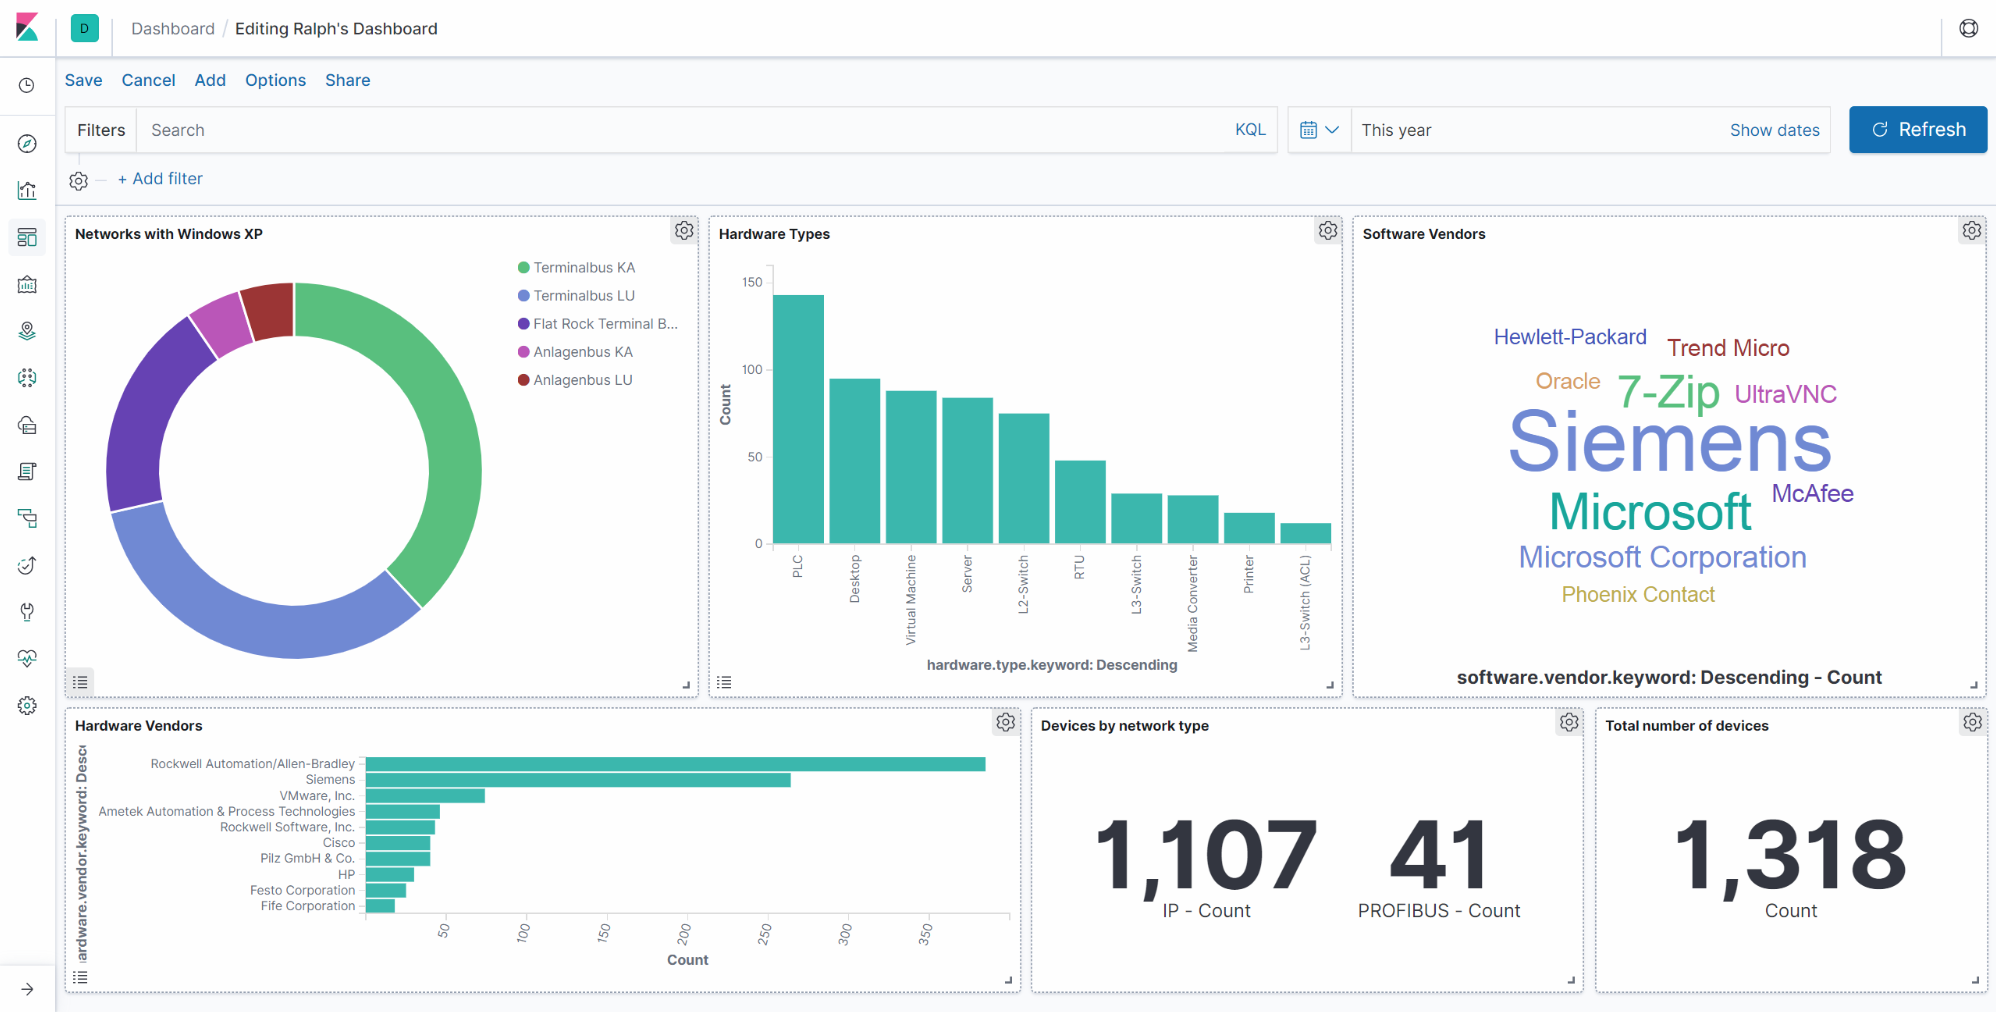 D
Dashboard / Editing Ralph's Dashboard
Save Cancel Add Options Share
Filters Search KQL This year Show dates Refresh
+ Add filter
Networks with Windows XP
Terminalbus KA
Terminalbus LU
Flat Rock Terminal B...
Anlagenbus KA
Anlagenbus LU
Hardware Types
Count
150
100
50
0
PLC
Desktop
Virtual Machine
Server
L2-Switch
RTU
L3-Switch
Media Converter
Printer
L3-Switch (ACL)
hardware.type.keyword: Descending
Software Vendors
Hewlett-Packard
Trend Micro
Oracle
7-Zip
UltraVNC
Siemens
McAfee
Microsoft
Microsoft Corporation
Phoenix Contact
software.vendor.keyword: Descending - Count
Hardware Vendors
ardware.vendor.keyword: Desc
Rockwell Automation/Allen-Bradley
Siemens
VMware, Inc.
Ametek Automation & Process Technologies
Rockwell Software, Inc.
Cisco
Pilz GmbH & Co.
HP
Festo Corporation
Fife Corporation
50
100
150
200
250
300
350
Count
Devices by network type
1,107
IP - Count
41
PROFIBUS - Count
Total number of devices
1,318
Count